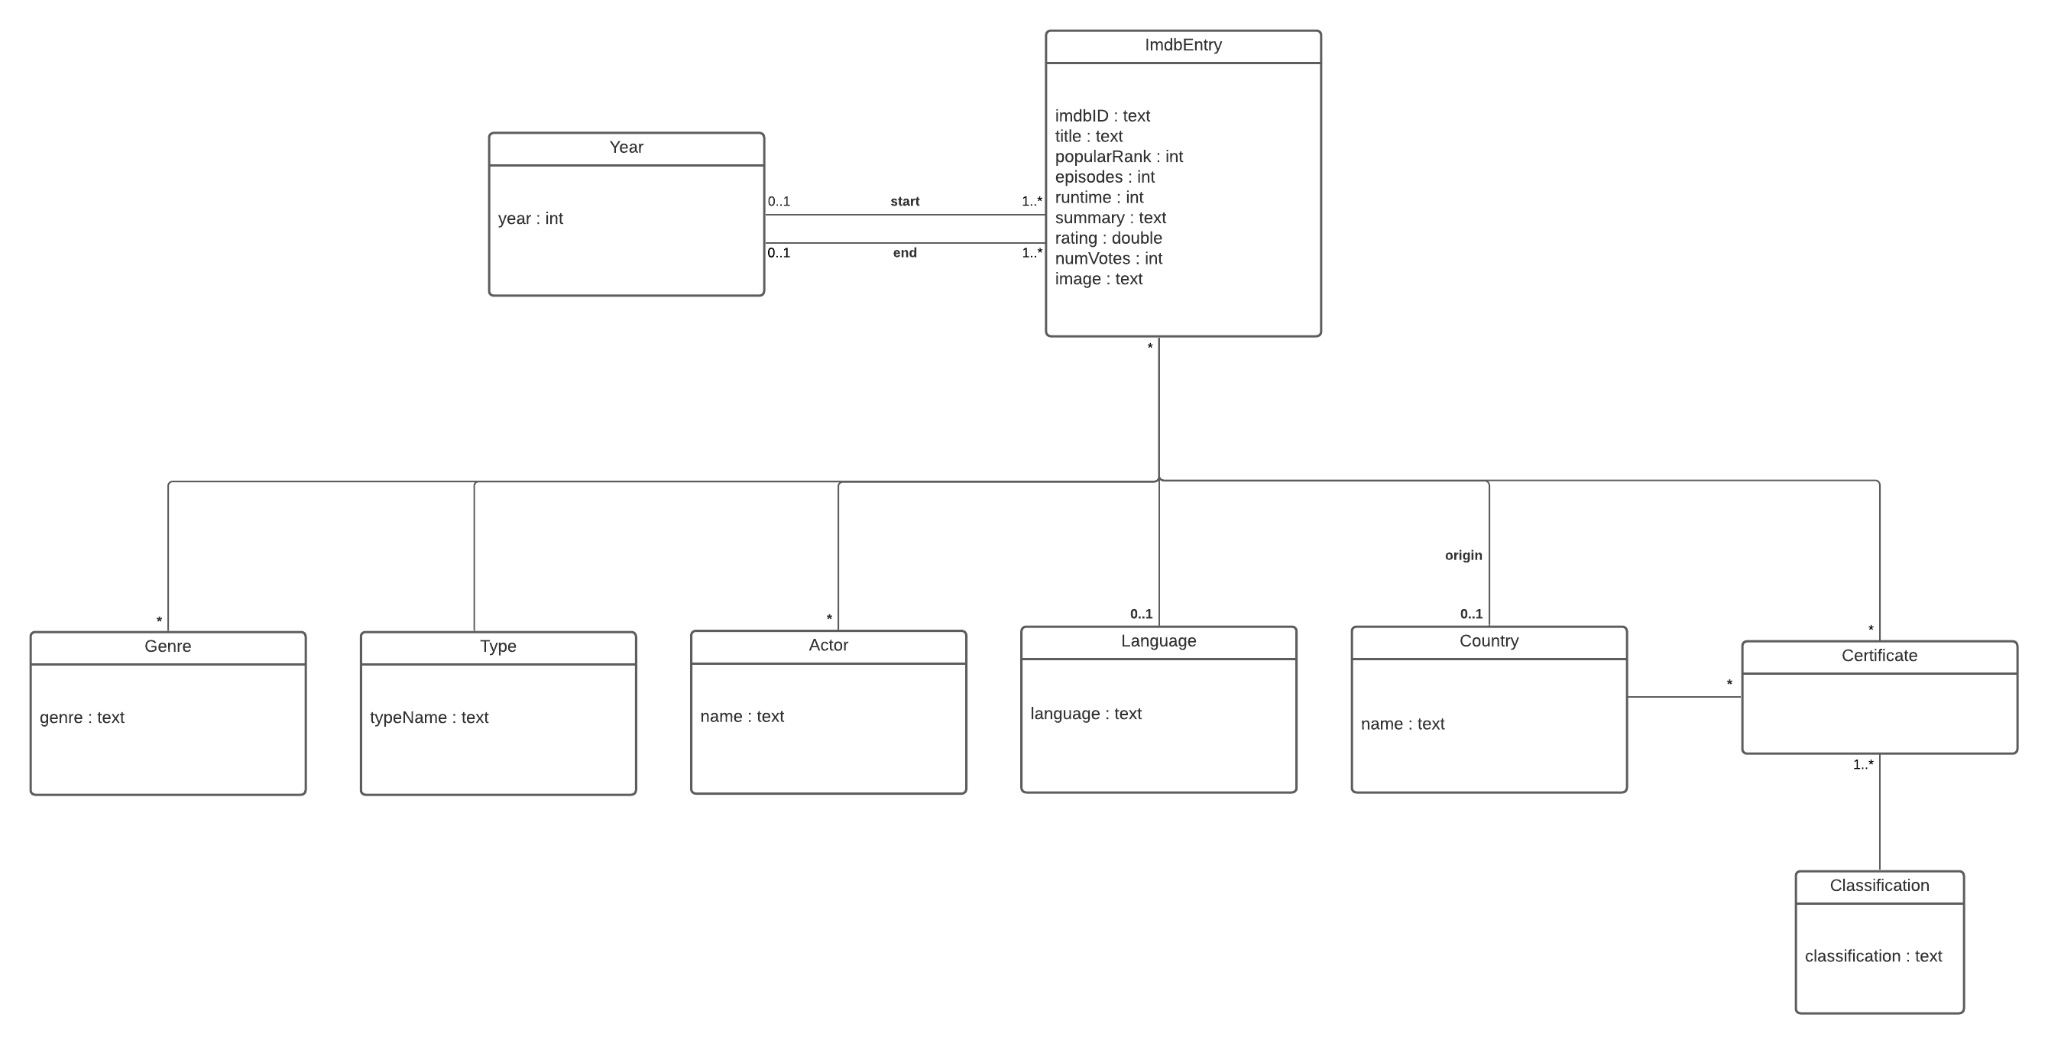 ImdbEntry
imdbID : text
title : text
popularRank : int
episodes : int
runtime : int
summary : text
rating : double
numVotes : int
image : text
Year
year : int
0..1 start 1..*
0..1 end 1..*
*
origin
* * 0..1 0..1 *
Genre
genre : text
Type
typeName : text
Actor
name : text
Language
language : text
Country
name : text
*
Certificate
1..*
Classification
classification : text